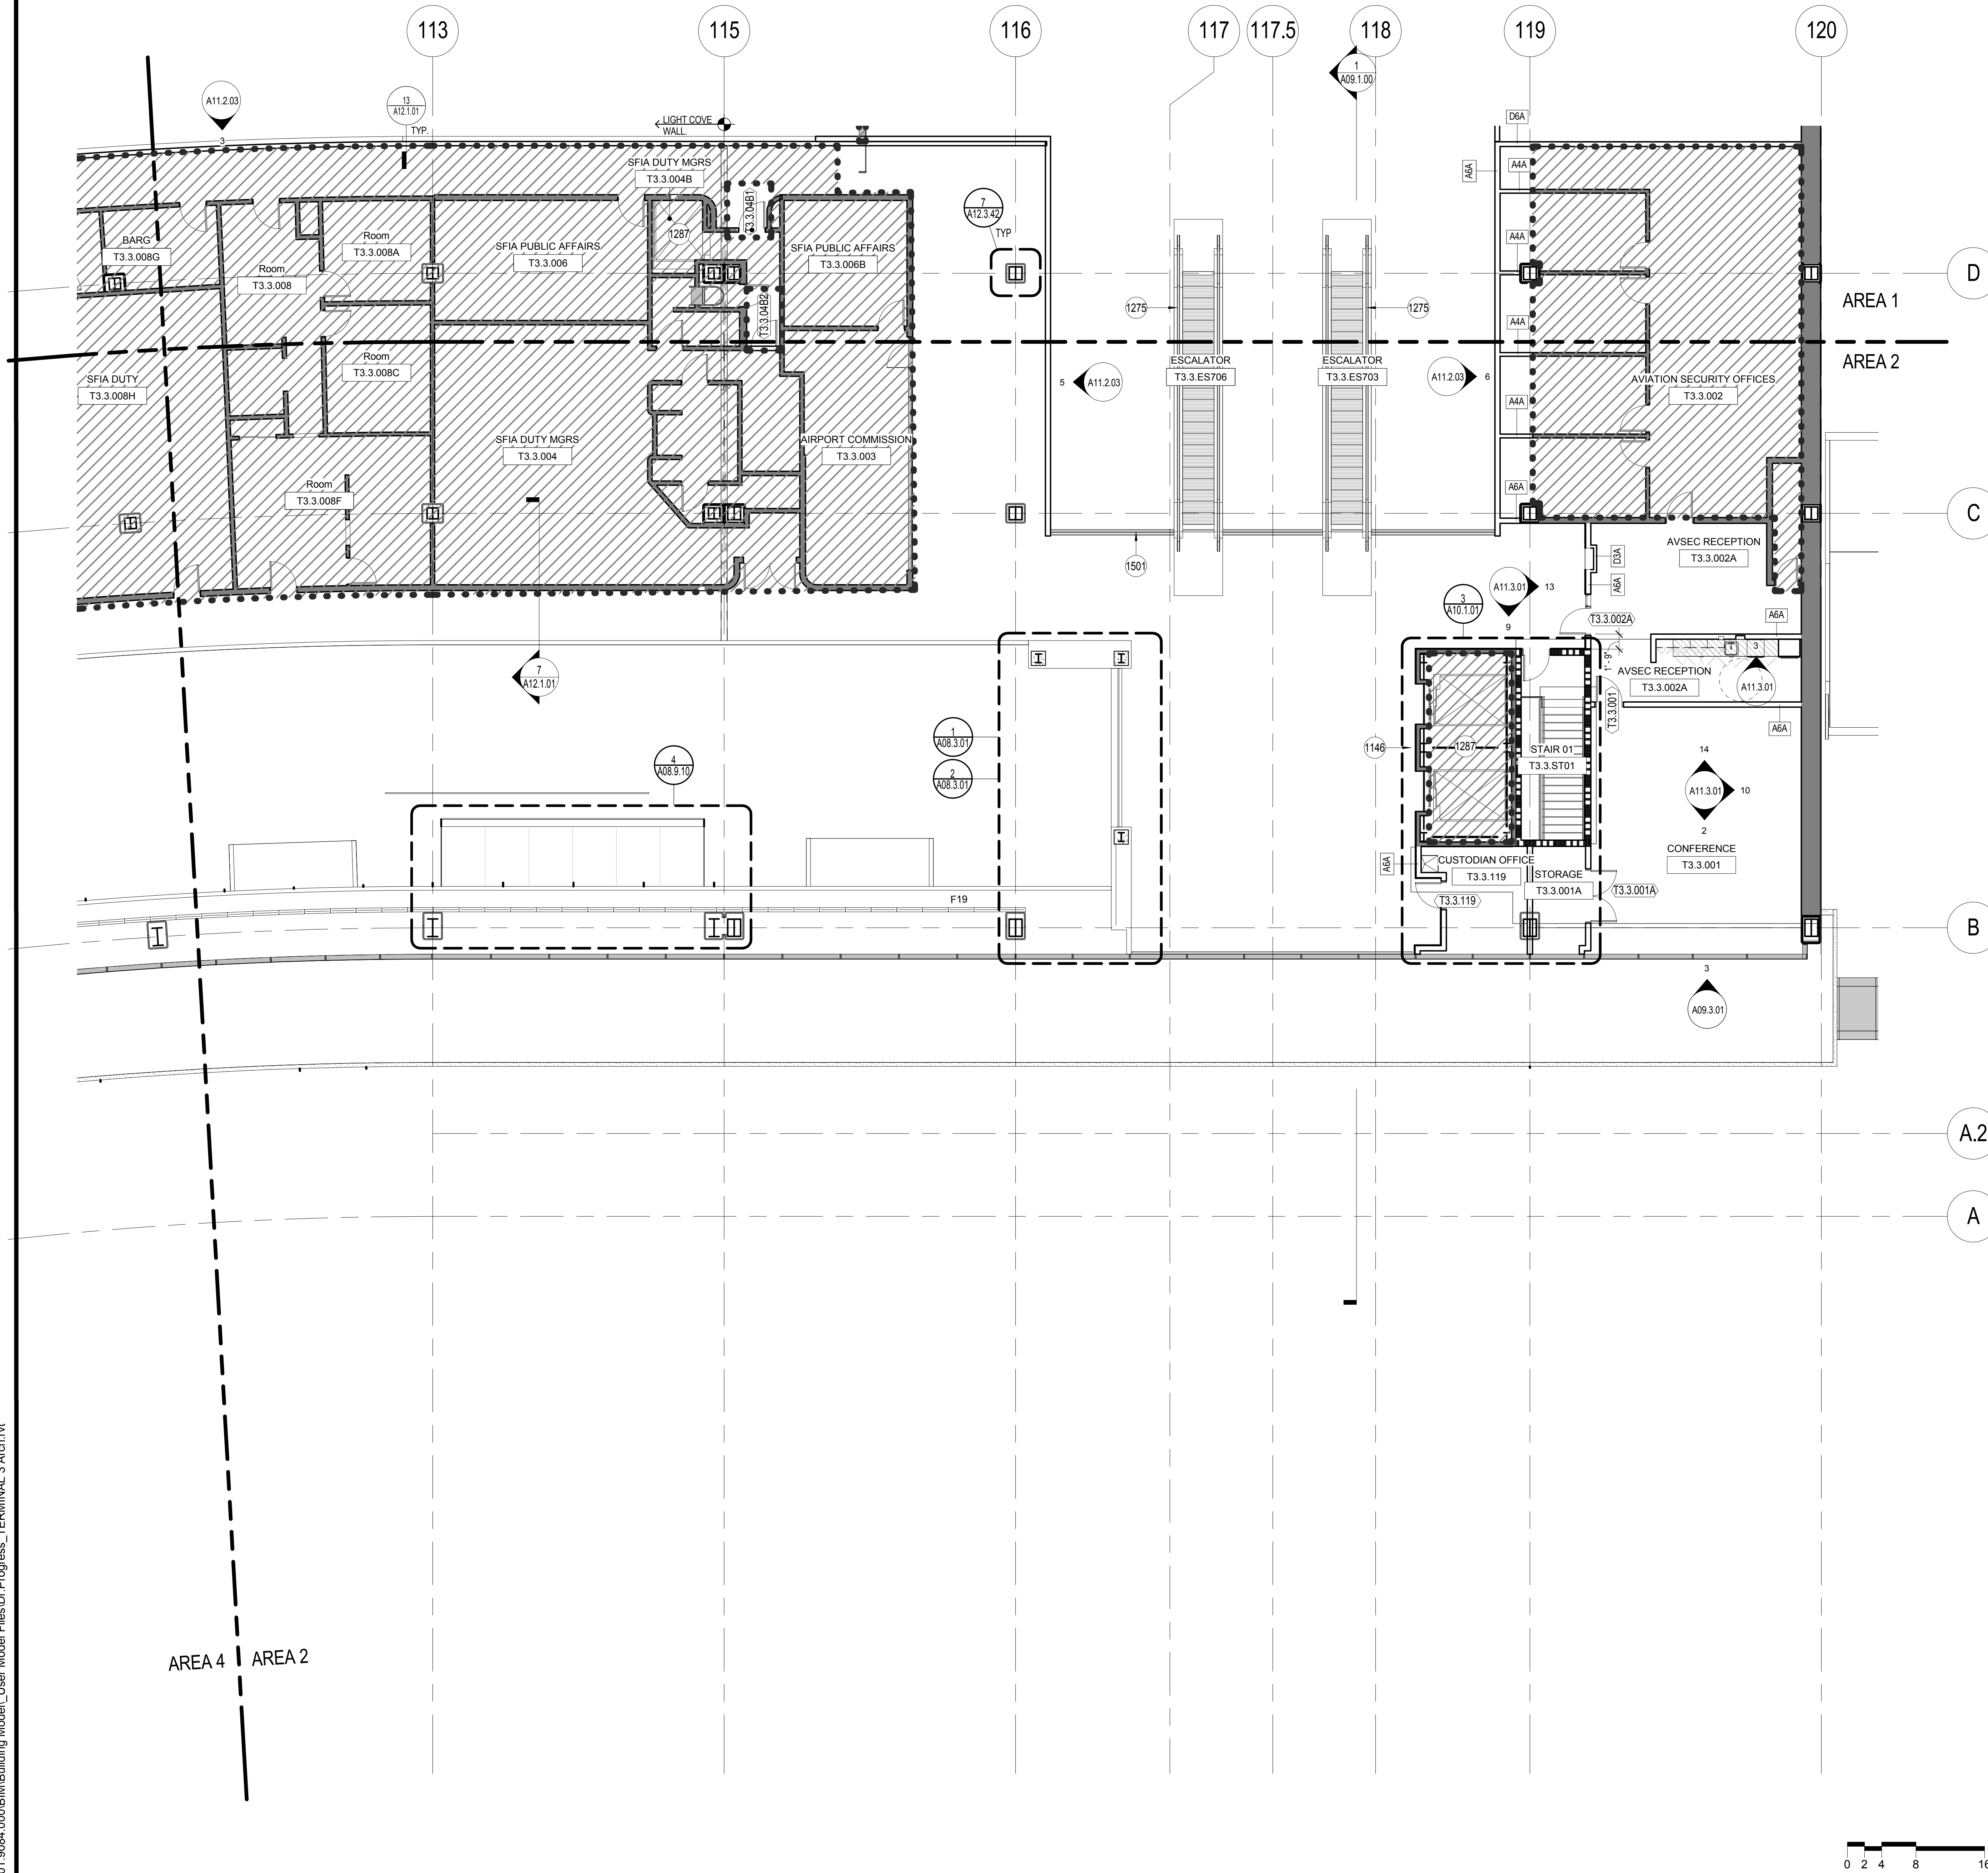 113
115
116
117
117.5
118
119
120
A11.2.03
3
13
A12.1.01
TYP.
LIGHT COVE
WALL.
1
A09.1.00
D6A
A4A
A6A
SFIA DUTY MGRS
T3.3.004B
T3.3.04B1
1287
7
A12.3.42
TYP
BARG
T3.3.008G
Room
T3.3.008A
Room
T3.3.008
SFIA PUBLIC AFFAIRS
T3.3.006
SFIA PUBLIC AFFAIRS
T3.3.006B
A4A
D
T3.3.04B2
1275
1275
AREA 1
A4A
AREA 2
Room
T3.3.008C
SFIA DUTY
T3.3.008H
5
A11.2.03
ESCALATOR
T3.3.ES706
ESCALATOR
T3.3.ES703
A11.2.03
6
AVIATION SECURITY OFFICES
T3.3.002
A4A
SFIA DUTY MGRS
T3.3.004
AIRPORT COMMISSION
T3.3.003
Room
T3.3.008F
A6A
C
1501
AVSEC RECEPTION
T3.3.002A
D3A
A6A
3
A10.1.01
A11.3.01
13
9
T3.3.002A
A6A
1' - 9"
3
A11.3.01
AVSEC RECEPTION
T3.3.002A
T3.3.001
A6A
7
A12.1.01
1
A08.3.01
2
A08.3.01
4
A08.9.10
1146
1287
STAIR 01
T3.3.ST01
14
A11.3.01
10
2
CONFERENCE
T3.3.001
A6A
CUSTODIAN OFFICE
T3.3.119
STORAGE
T3.3.001A
T3.3.001A
T3.3.119
F19
B
3
A09.3.01
A.2
A
AREA 4
AREA 2
0 2 4 8 16